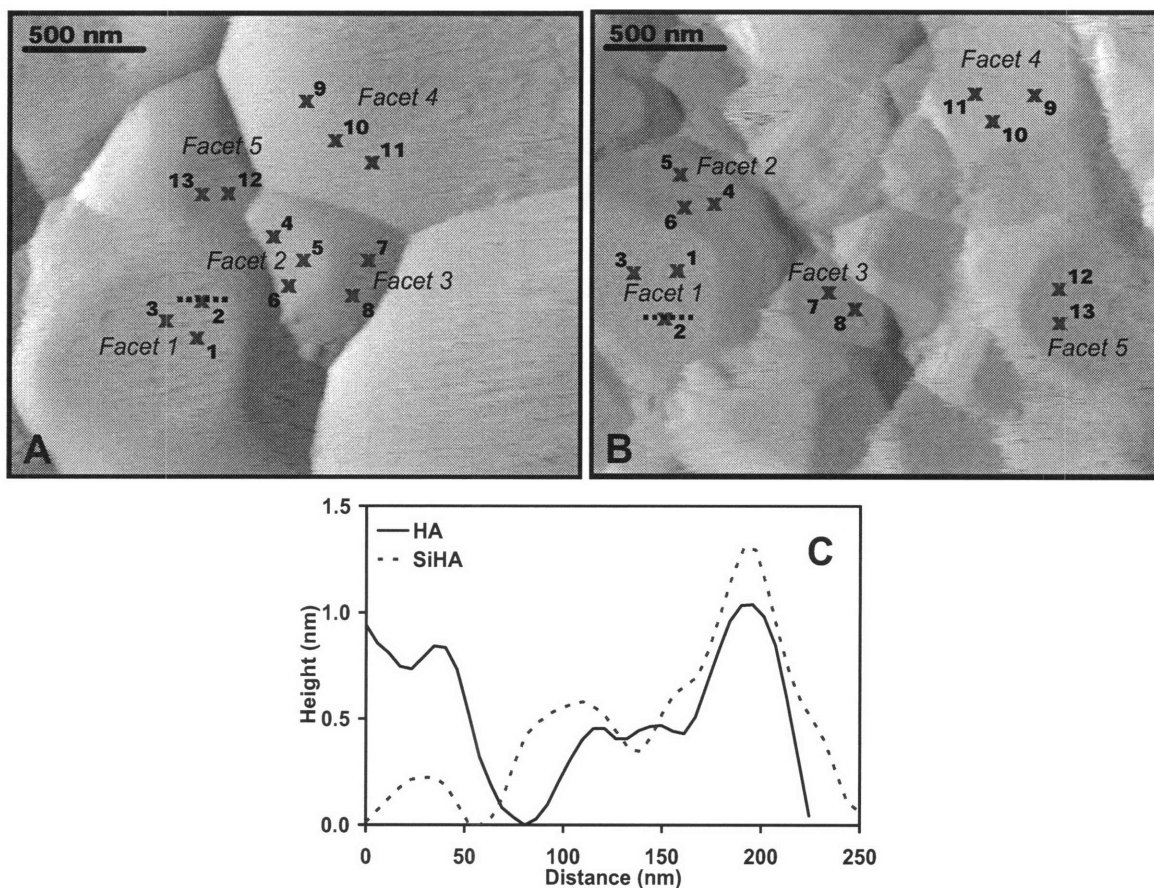 500 nm
9
Facet 4
10
11
Facet 5
13 12
4
5
7
Facet 2
6
Facet 3
8
3
2
Facet 1
1
A
500 nm
Facet 4
11
9
10
5
Facet 2
6
4
3
1
Facet 3
Facet 1
7
8
2
12
13
Facet 5
B
1.5
HA
SiHA
C
1.0
Height (nm)
0.5
0.0
0 50 100 150 200 250
Distance (nm)